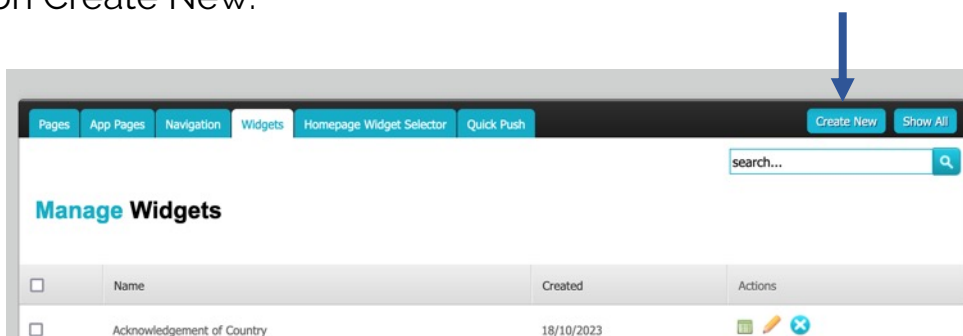 on Create New.
Pages App Pages Navigation Widgets Homepage Widget Selector Quick Push Create New Show All
search...
Manage Widgets
Name Created Actions
Acknowledgement of Country 18/10/2023